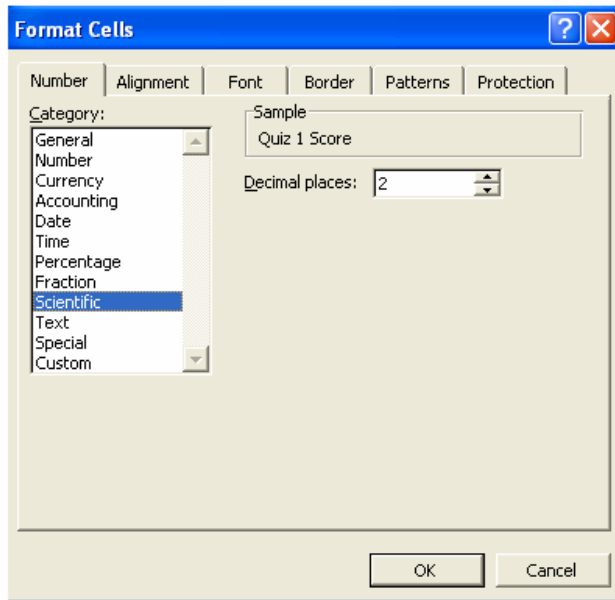 Format Cells
Number Alignment Font Border Patterns Protection
Category:
General
Number
Currency
Accounting
Date
Time
Percentage
Fraction
Scientific
Text
Special
Custom
Sample
Quiz 1 Score
Decimal places: 2
OK Cancel